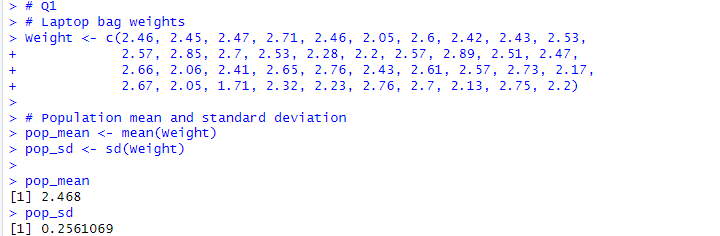 > # Q1
> # Laptop bag weights
> Weight <- c(2.46, 2.45, 2.47, 2.71, 2.46, 2.05, 2.6, 2.42, 2.43, 2.53,
+             2.57, 2.85, 2.7, 2.53, 2.28, 2.2, 2.57, 2.89, 2.51, 2.47,
+             2.66, 2.06, 2.41, 2.65, 2.76, 2.43, 2.61, 2.57, 2.73, 2.17,
+             2.67, 2.05, 1.71, 2.32, 2.23, 2.76, 2.7, 2.13, 2.75, 2.2)
>
> # Population mean and standard deviation
> pop_mean <- mean(Weight)
> pop_sd <- sd(Weight)
>
> pop_mean
[1] 2.468
> pop_sd
[1] 0.2561069